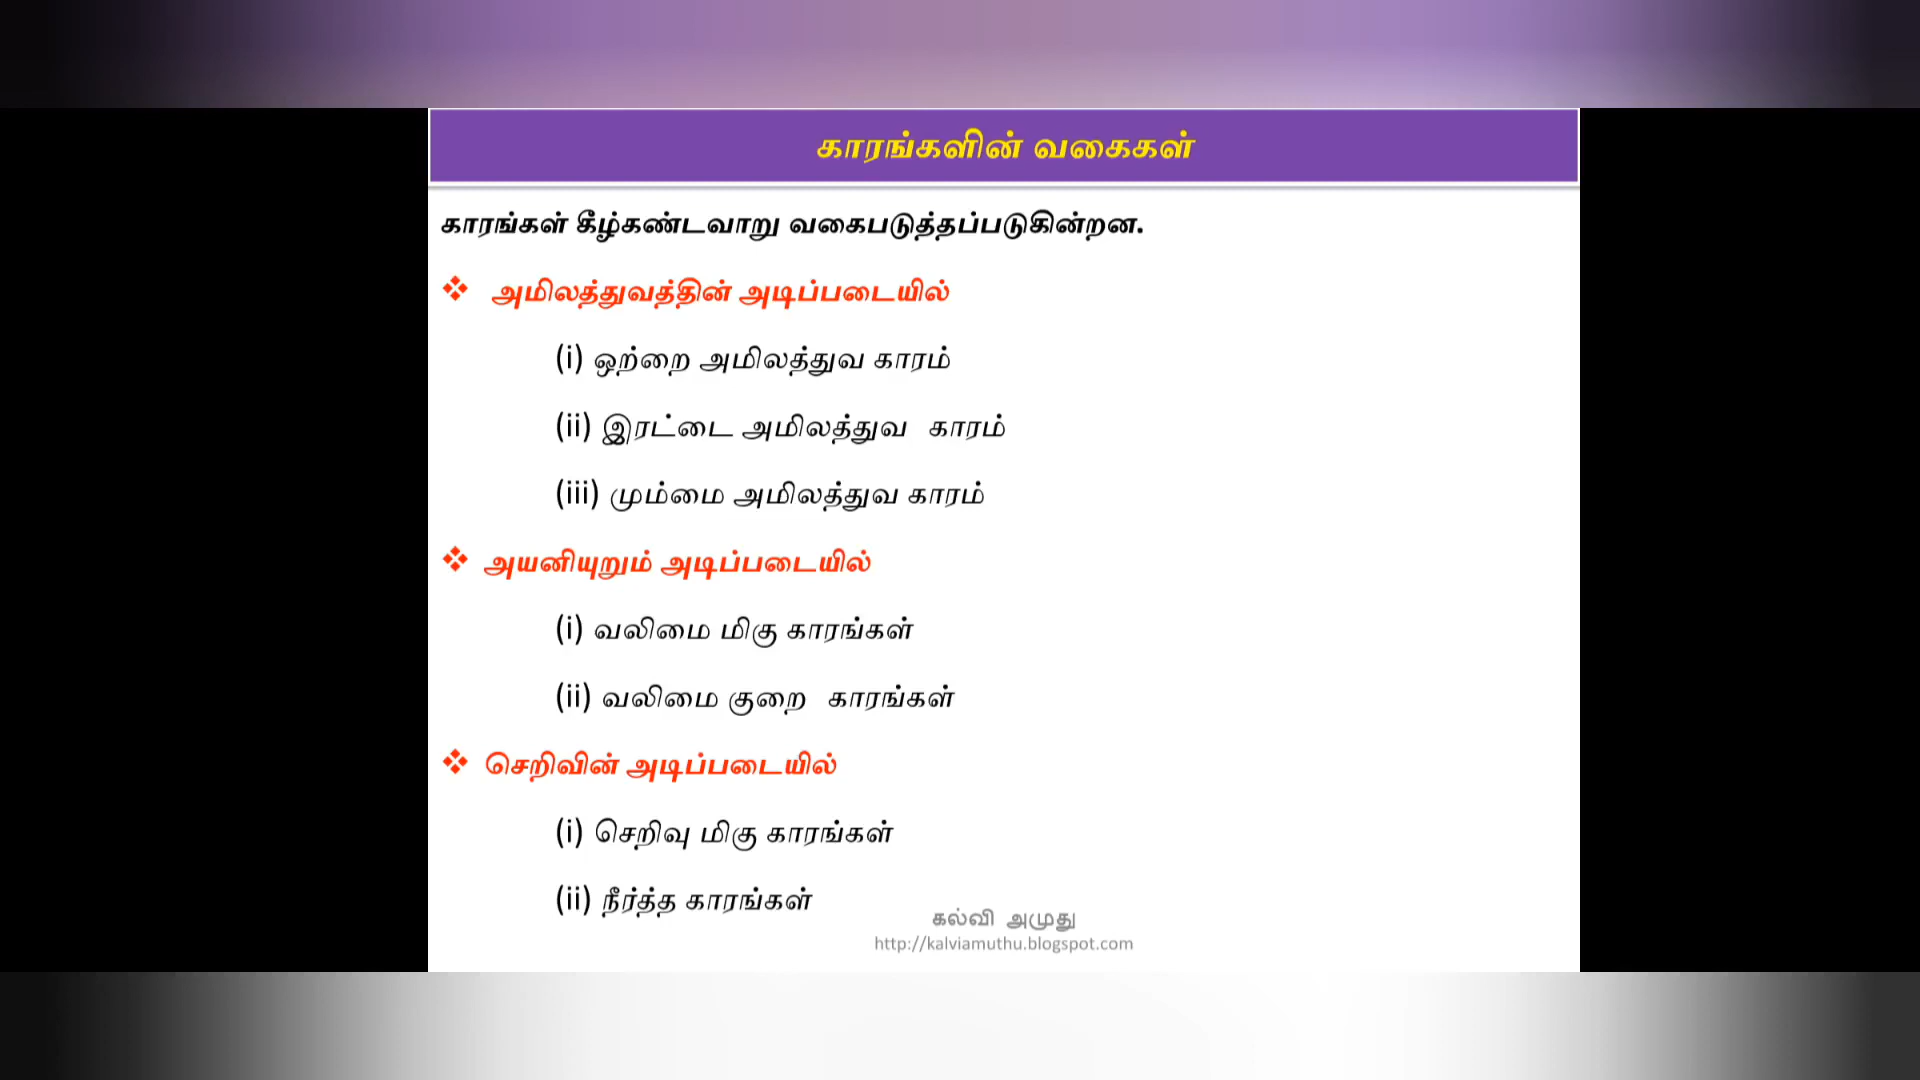 காரங்களின் வகைகள்
காரங்கள் கீழ்கண்டவாறு வகைபடுத்தப்படுகின்றன.
❖ அமிலத்துவத்தின் அடிப்படையில்
(i) ஒற்றை அமிலத்துவ காரம்
(ii) இரட்டை அமிலத்துவ காரம்
(iii) மும்மை அமிலத்துவ காரம்
❖ அயனியுறும் அடிப்படையில்
(i) வலிமை மிகு காரங்கள்
(ii) வலிமை குறை காரங்கள்
❖ செறிவின் அடிப்படையில்
(i) செறிவு மிகு காரங்கள்
(ii) நீர்த்த காரங்கள்
கல்வி அமுது
http://kalviamuthu.blogspot.com